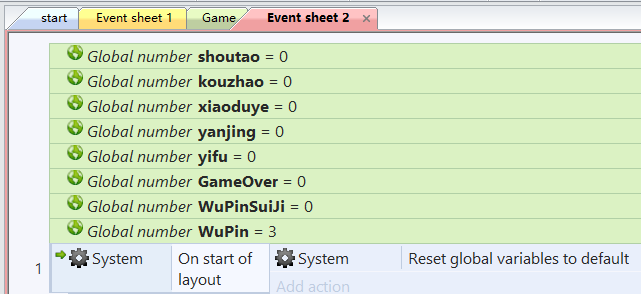 start Event sheet 1 Game Event sheet 2 ×
Global number shoutao = 0
Global number kouzhao = 0
Global number xiaoduye = 0
Global number yanjing = 0
Global number yifu = 0
Global number GameOver = 0
Global number WuPinSuiJi = 0
Global number WuPin = 3
1 System On start of layout System Reset global variables to default
Add action